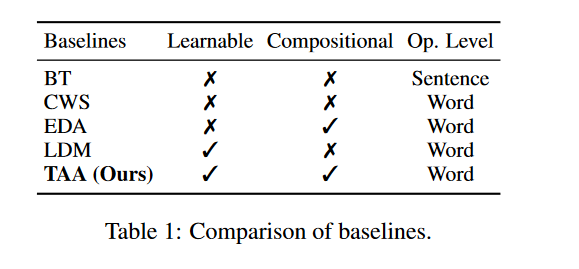 Baselines Learnable Compositional Op. Level
BT ✗ ✗ Sentence
CWS ✗ ✗ Word
EDA ✗ ✓ Word
LDM ✓ ✗ Word
TAA (Ours) ✓ ✓ Word
Table 1: Comparison of baselines.